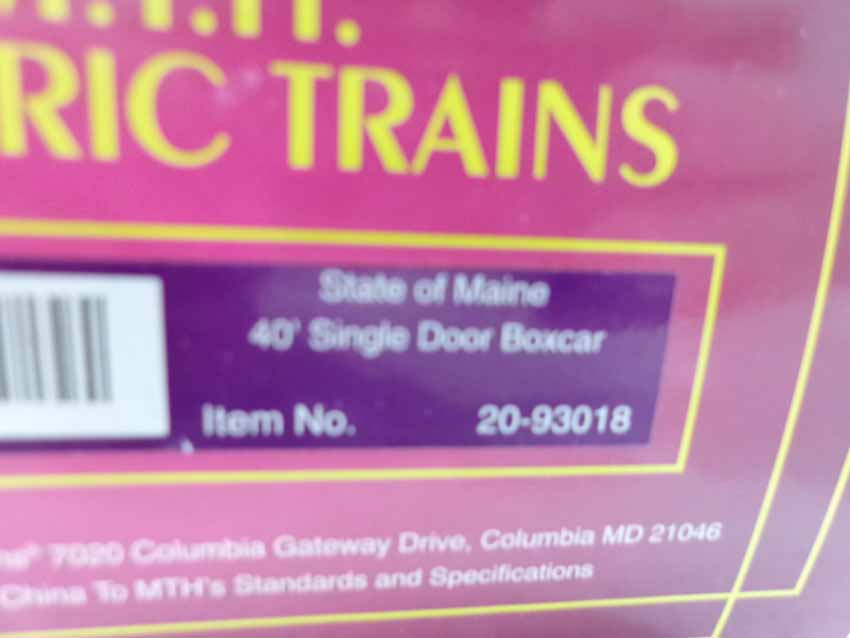 M.T.H.
RIC TRAINS
State of Maine
40' Single Door Boxcar
Item No. 20-93018
ns® 7020 Columbia Gateway Drive, Columbia MD 21046
China To MTH's Standards and Specifications